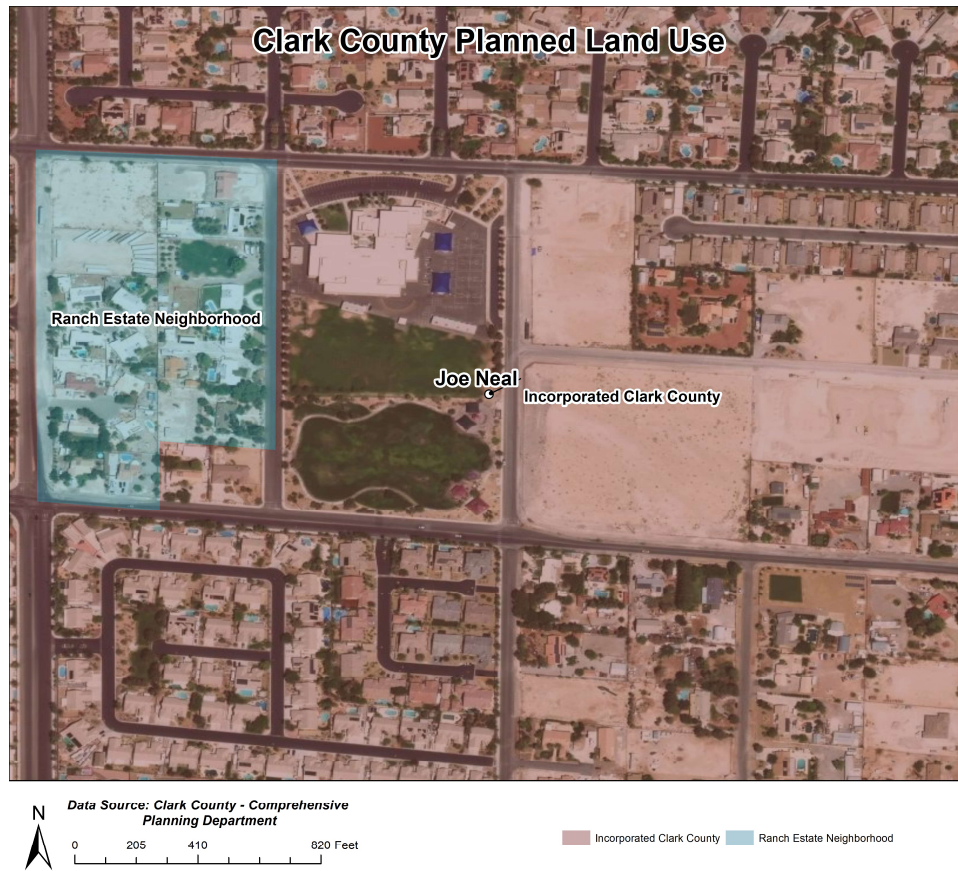 Clark County Planned Land Use
Ranch Estate Neighborhood
Joe Neal
Incorporated Clark County
N
Data Source: Clark County - Comprehensive
Planning Department
0 205 410 820 Feet
Incorporated Clark County
Ranch Estate Neighborhood